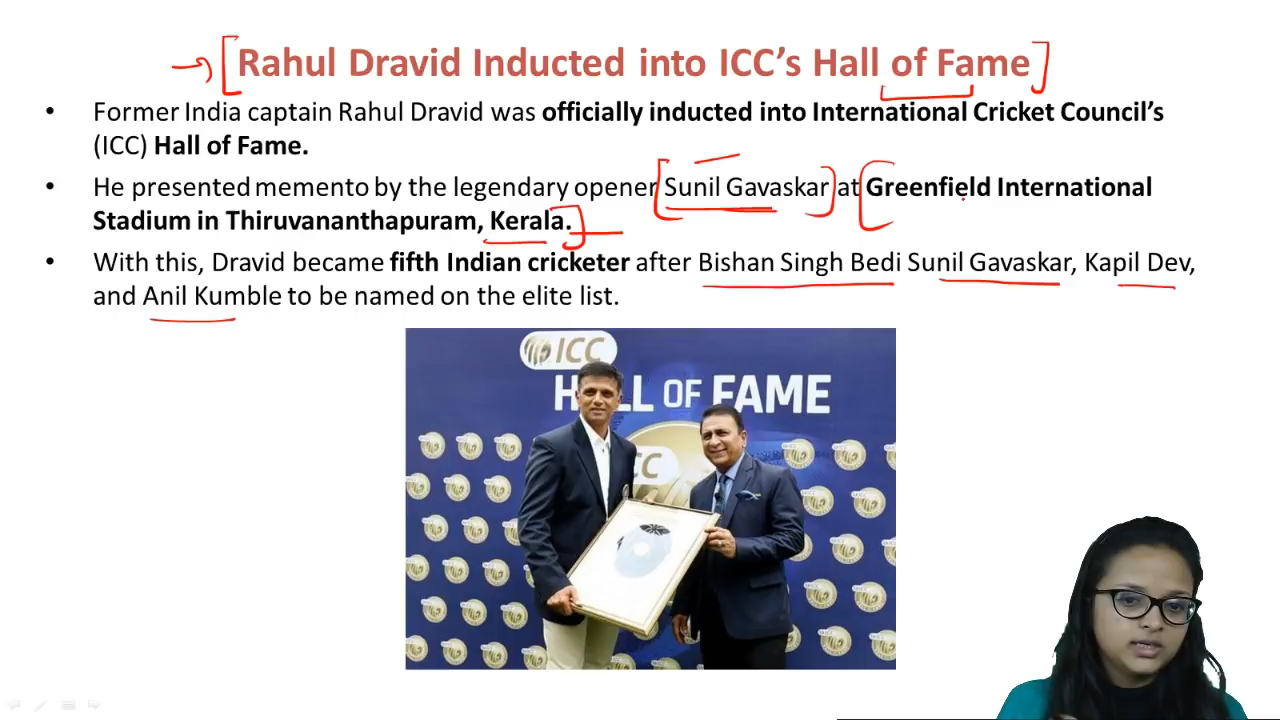 Rahul Dravid Inducted into ICC's Hall of Fame
• Former India captain Rahul Dravid was officially inducted into International Cricket Council's
(ICC) Hall of Fame.
• He presented memento by the legendary opener Sunil Gavaskar at Greenfield International
Stadium in Thiruvananthapuram, Kerala.
• With this, Dravid became fifth Indian cricketer after Bishan Singh Bedi Sunil Gavaskar, Kapil Dev,
and Anil Kumble to be named on the elite list.
ICC
HALL OF FAME
ICC